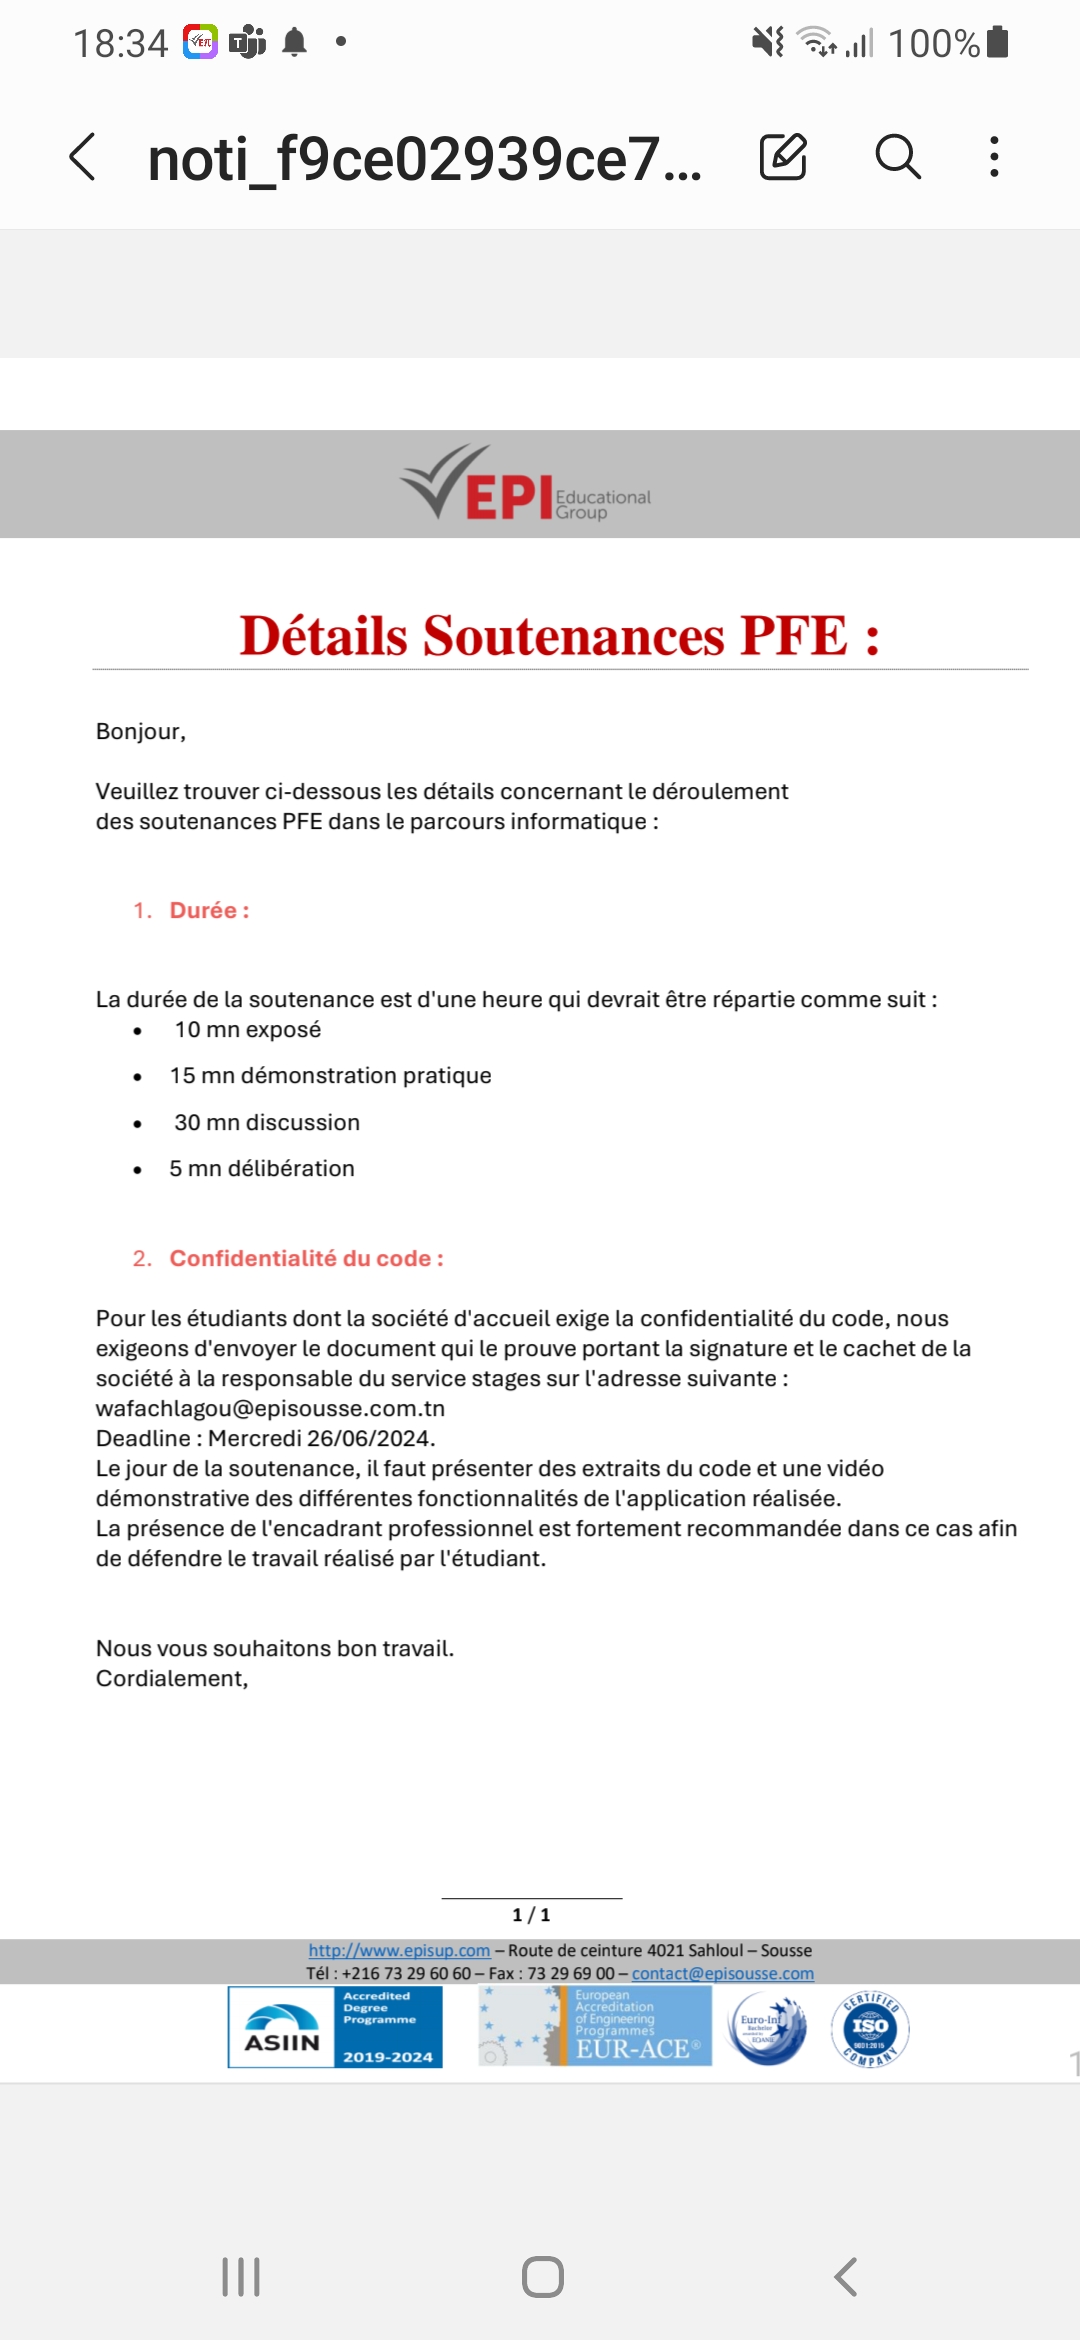 18:34
100%
noti_f9ce02939ce7...
EPI Educational
Group
Détails Soutenances PFE :
Bonjour,
Veuillez trouver ci-dessous les détails concernant le déroulement
des soutenances PFE dans le parcours informatique :
1. Durée :
La durée de la soutenance est d'une heure qui devrait être répartie comme suit :
• 10 mn exposé
• 15 mn démonstration pratique
• 30 mn discussion
• 5 mn délibération
2. Confidentialité du code :
Pour les étudiants dont la société d'accueil exige la confidentialité du code, nous
exigeons d'envoyer le document qui le prouve portant la signature et le cachet de la
société à la responsable du service stages sur l'adresse suivante :
wafachlagou@episousse.com.tn
Deadline : Mercredi 26/06/2024.
Le jour de la soutenance, il faut présenter des extraits du code et une vidéo
démonstrative des différentes fonctionnalités de l'application réalisée.
La présence de l'encadrant professionnel est fortement recommandée dans ce cas afin
de défendre le travail réalisé par l'étudiant.
Nous vous souhaitons bon travail.
Cordialement,
1 / 1
http://www.episup.com – Route de ceinture 4021 Sahloul – Sousse
Tél : +216 73 29 60 60 – Fax : 73 29 69 00 – contact@episousse.com
ASIIN
Accredited
Degree
Programme
2019-2024
European
Accreditation
of Engineering
Programmes
EUR-ACE®
Euro-Inf
Bachelor
EQANIE
CERTIFIED
ISO
9001:2015
COMPANY
1